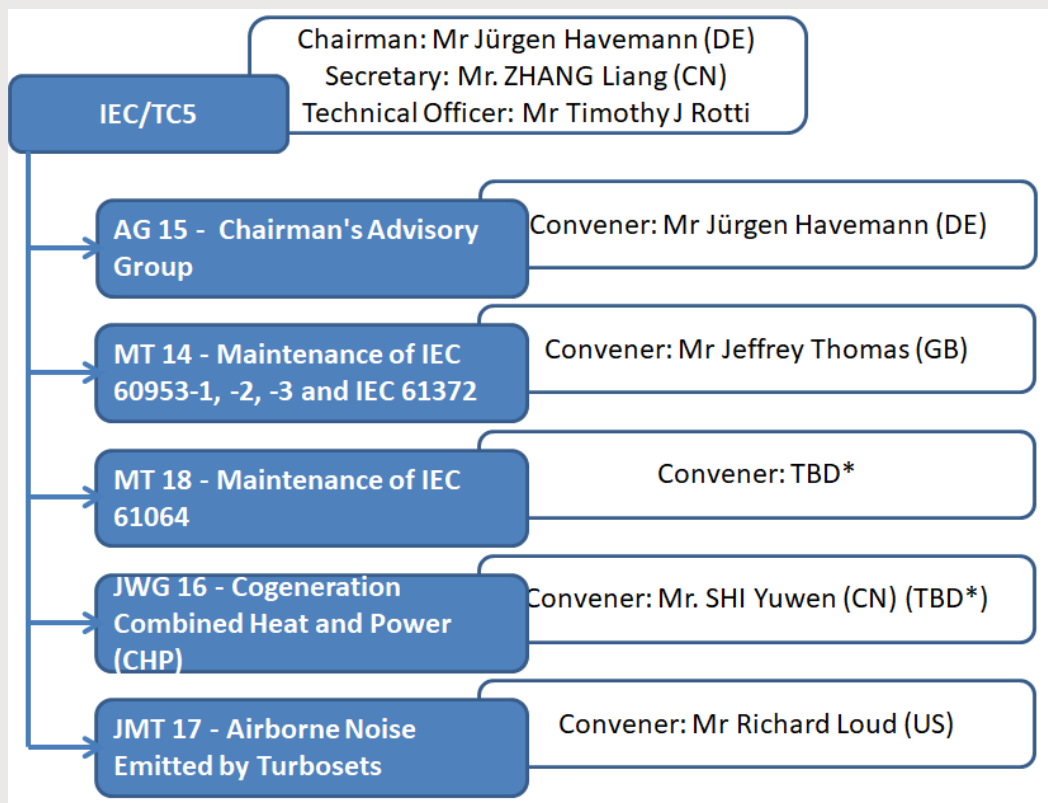 Chairman: Mr Jürgen Havemann (DE)
Secretary: Mr. ZHANG Liang (CN)
Technical Officer: Mr Timothy J Rotti
IEC/TC5
AG 15 - Chairman's Advisory
Group
Convener: Mr Jürgen Havemann (DE)
MT 14 - Maintenance of IEC
60953-1, -2, -3 and IEC 61372
Convener: Mr Jeffrey Thomas (GB)
MT 18 - Maintenance of IEC
61064
Convener: TBD*
JWG 16 - Cogeneration
Combined Heat and Power
(CHP)
Convener: Mr. SHI Yuwen (CN) (TBD*)
JMT 17 - Airborne Noise
Emitted by Turbosets
Convener: Mr Richard Loud (US)